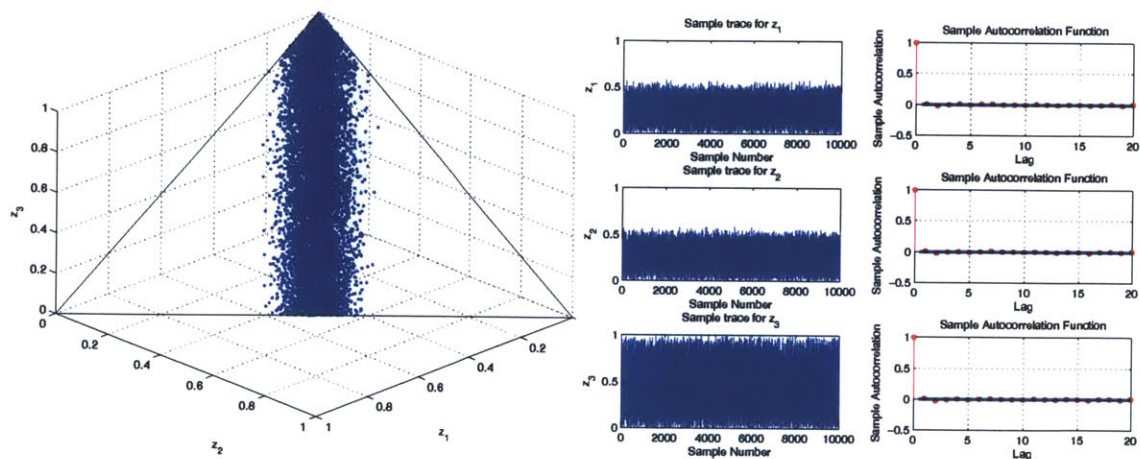 1
0.8
0.6
0.4
0.2
0
z3
0
0.2
0.4
0.6
0.8
1
z2
1
0.8
0.6
0.4
0.2
z1
Sample trace for z1
1
0.5
0
z1
0 2000 4000 6000 8000 10000
Sample Number
Sample Autocorrelation Function
1
0.5
0
-0.5
Sample Autocorrelation
0 5 10 15 20
Lag
Sample trace for z2
1
0.5
0
z2
0 2000 4000 6000 8000 10000
Sample Number
Sample Autocorrelation Function
1
0.5
0
-0.5
Sample Autocorrelation
0 5 10 15 20
Lag
Sample trace for z3
1
0.5
0
z3
0 2000 4000 6000 8000 10000
Sample Number
Sample Autocorrelation Function
1
0.5
0
-0.5
Sample Autocorrelation
0 5 10 15 20
Lag